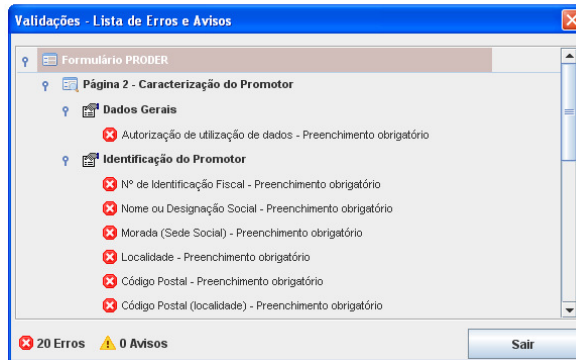 Validações - Lista de Erros e Avisos
Formulário PRODER
Página 2 - Caracterização do Promotor
Dados Gerais
Autorização de utilização de dados - Preenchimento obrigatório
Identificação do Promotor
Nº de Identificação Fiscal - Preenchimento obrigatório
Nome ou Designação Social - Preenchimento obrigatório
Morada (Sede Social) - Preenchimento obrigatório
Localidade - Preenchimento obrigatório
Código Postal - Preenchimento obrigatório
Código Postal (localidade) - Preenchimento obrigatório
20 Erros 0 Avisos Sair